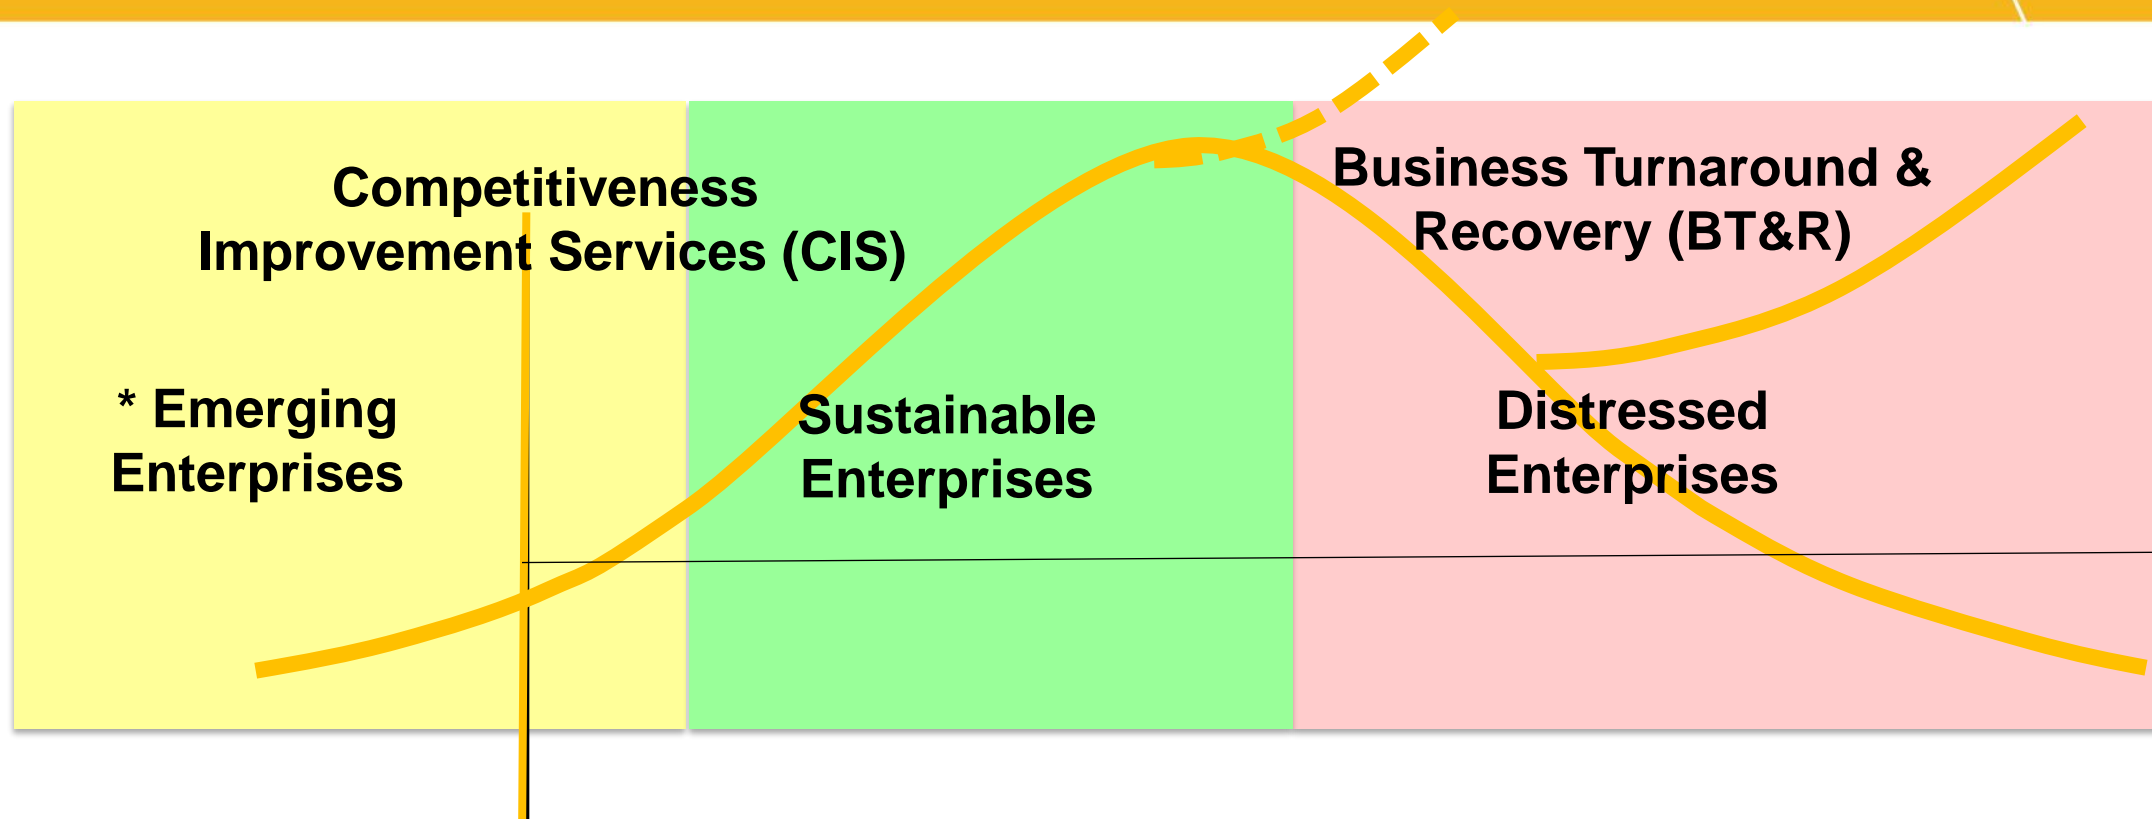 Competitiveness
Improvement Services (CIS)
Business Turnaround &
Recovery (BT&R)
* Emerging
Enterprises
Sustainable
Enterprises
Distressed
Enterprises